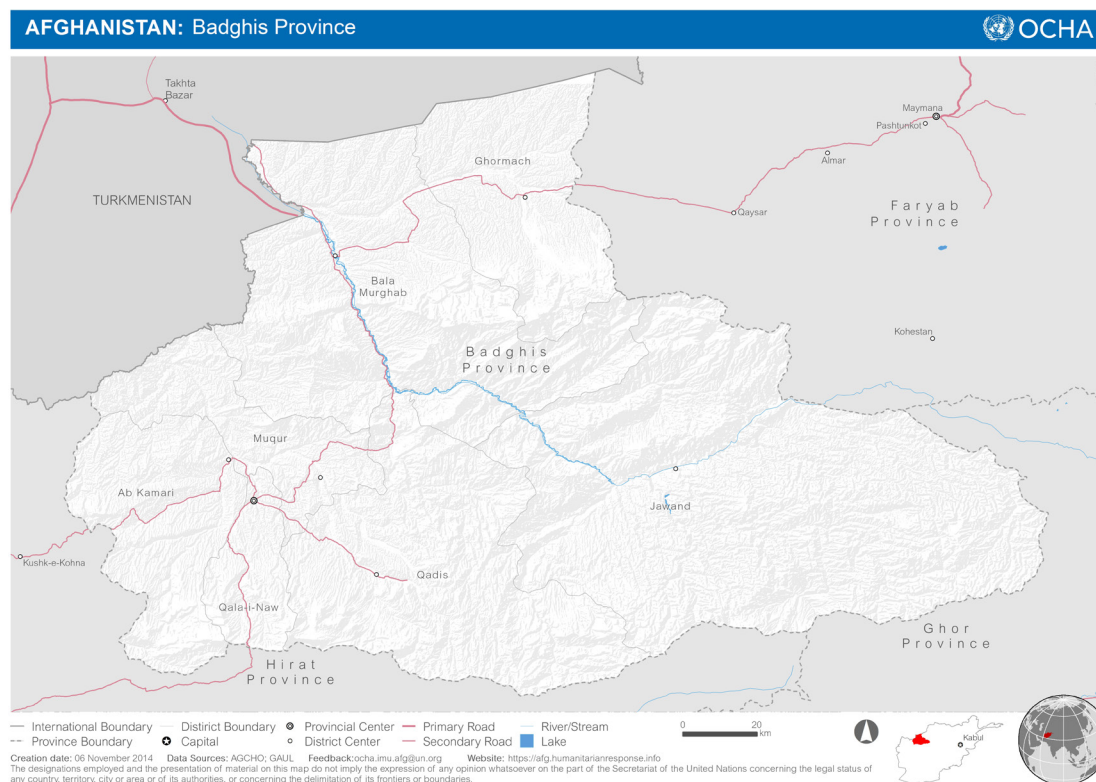 AFGHANISTAN: Badghis Province
OCHA
Takhta
Bazar
Maymana
Pashtunkot
Almar
Ghormach
TURKMENISTAN
Qaysar
Faryab
Province
Bala
Murghab
Kohestan
Badghis
Province
Muqur
Ab Kamari
Jawand
Kushk-e-Kohna
Qadis
Qala-i-Naw
Ghor
Province
Hirat
Province
International Boundary
District Boundary
Provincial Center
Primary Road
River/Stream
Province Boundary
Capital
District Center
Secondary Road
Lake
0 20
km
Kabul
Creation date: 06 November 2014 Data Sources: AGCHO; GAUL Feedback:ocha.imu.afg@un.org Website: https://afg.humanitarianresponse.info
The designations employed and the presentation of material on this map do not imply the expression of any opinion whatsoever on the part of the Secretariat of the United Nations concerning the legal status of
any country, territory, city or area or of its authorities, or concerning the delimitation of its frontiers or boundaries.